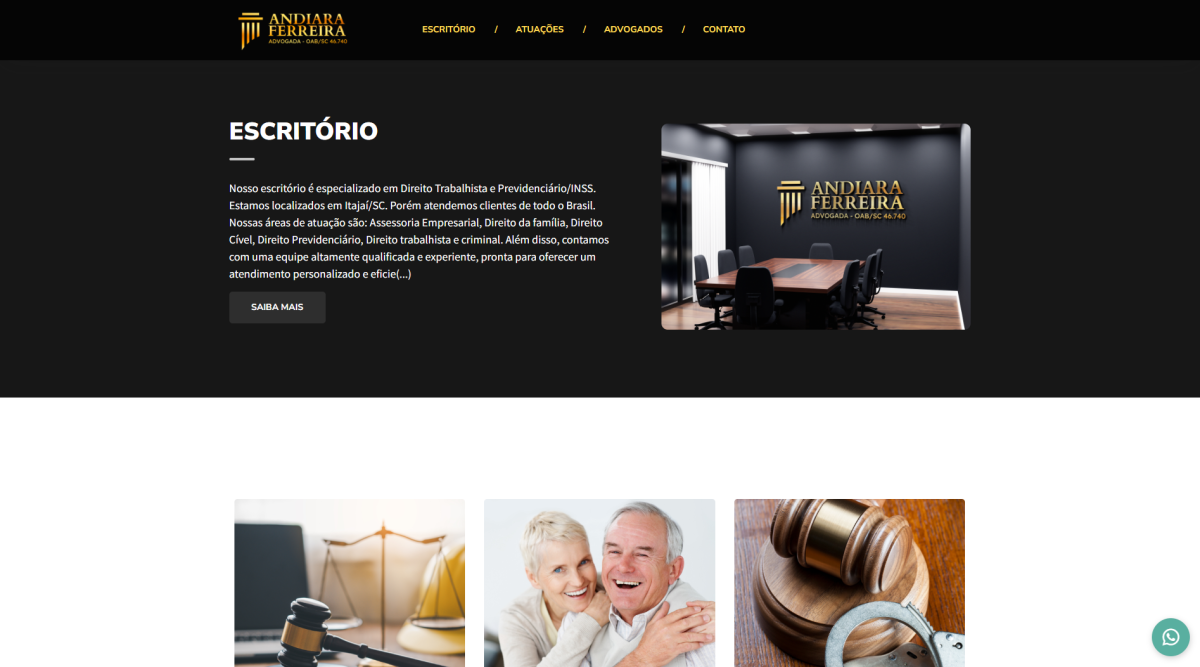 ANDIARA
FERREIRA
ADVOGADA - OAB/SC 46.740
ESCRITÓRIO / ATUAÇÕES / ADVOGADOS / CONTATO
ESCRITÓRIO
Nosso escritório é especializado em Direito Trabalhista e Previdenciário/INSS.
Estamos localizados em Itajaí/SC. Porém atendemos clientes de todo o Brasil.
Nossas áreas de atuação são: Assessoria Empresarial, Direito da família, Direito
Cível, Direito Previdenciário, Direito trabalhista e criminal. Além disso, contamos
com uma equipe altamente qualificada e experiente, pronta para oferecer um
atendimento personalizado e eficie(...)
SAIBA MAIS
ANDIARA
FERREIRA
ADVOGADA - OAB/SC 46.740